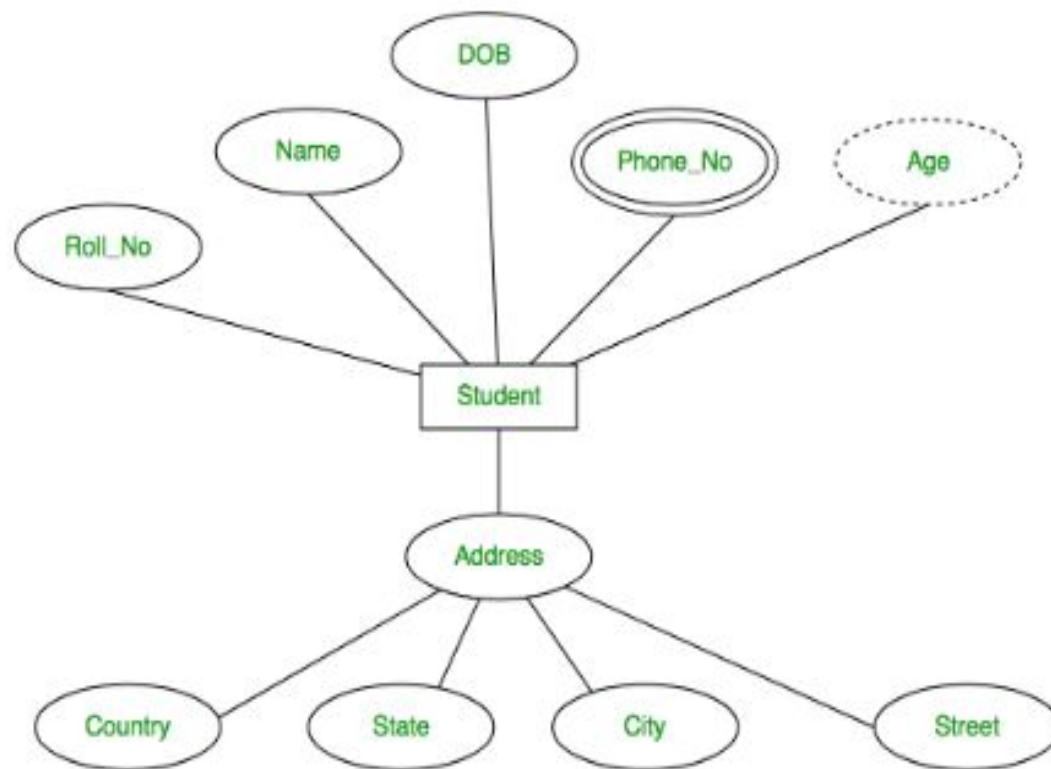 DOB
Name
Phone_No
Age
Roll_No
Student
Address
Country
State
City
Street